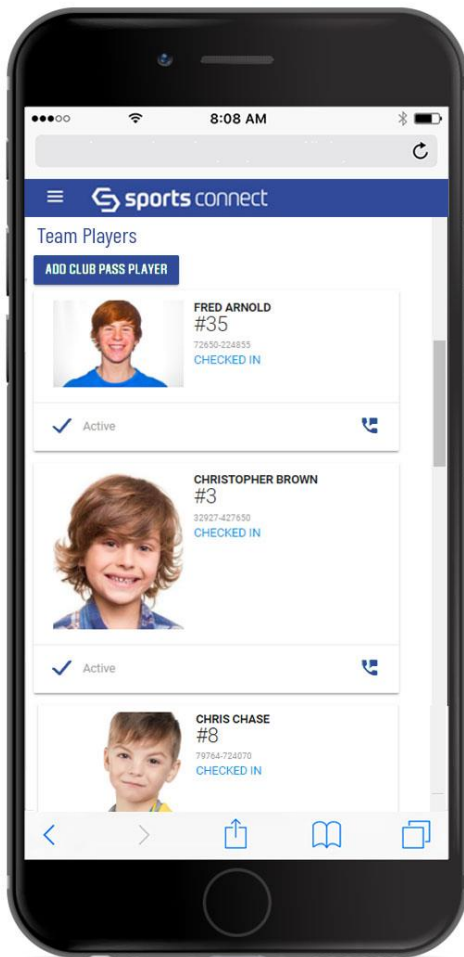 8:08 AM
sports connect
Team Players
ADD CLUB PASS PLAYER
FRED ARNOLD
#35
72650-224855
CHECKED IN
Active
CHRISTOPHER BROWN
#3
32927-427650
CHECKED IN
Active
CHRIS CHASE
#8
79764-724070
CHECKED IN